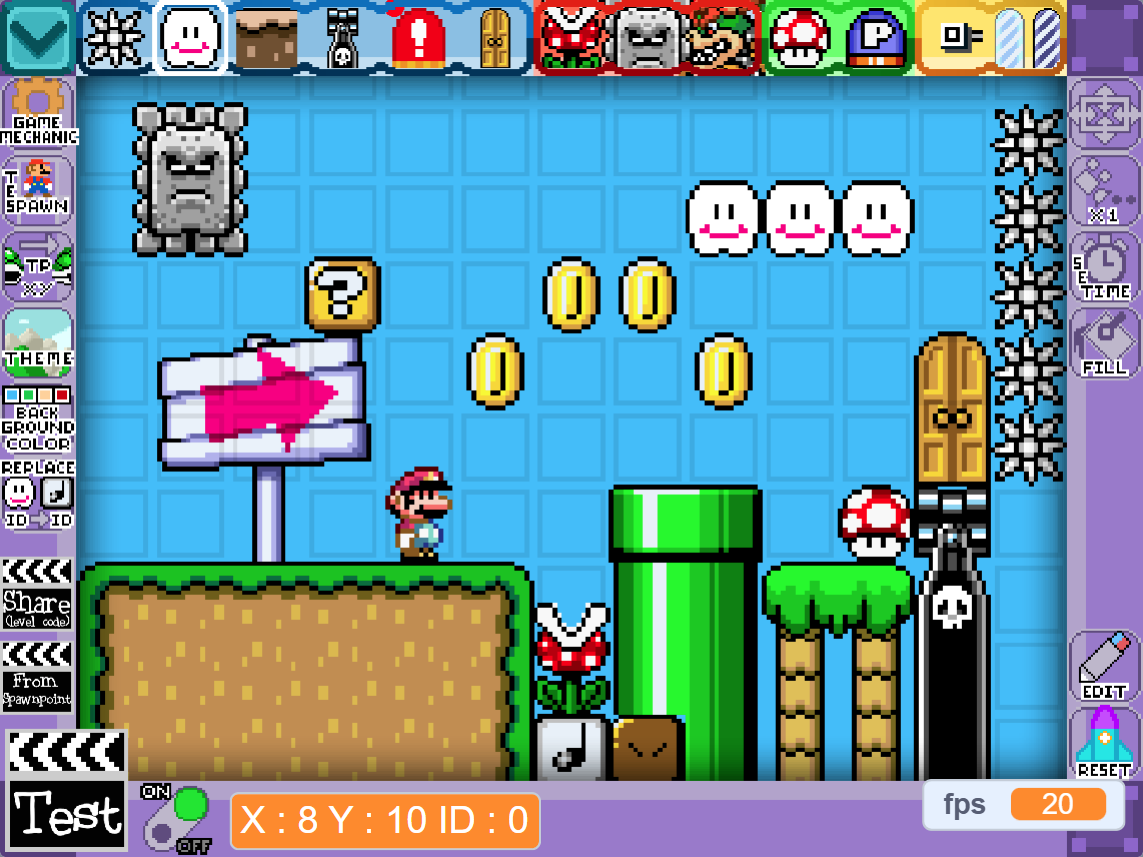 !
P
GAME
MECHANIC
TE
SPAWN
TP
XY
THEME
BACK
GROUND
COLOR
REPLACE
ID ID
Share
(level code)
From
Spawnpoint
Test
ON
OFF
X : 8 Y : 10 ID : 0
?
X1
SE
TIME
FILL
EDIT
RESET
fps 20